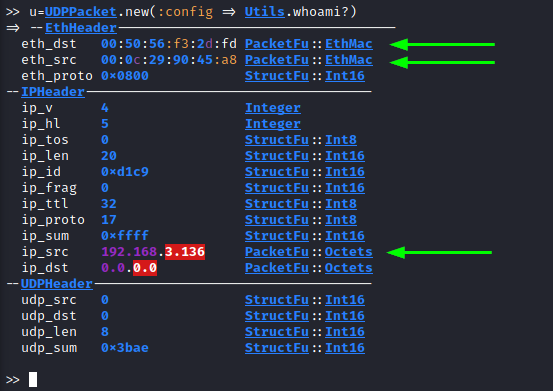 >> u=UDPPacket.new(:config => Utils.whoami?)
=> --EthHeader------------------------------------
eth_dst 00:50:56:f3:2d:fd PacketFu::EthMac
eth_src 00:0c:29:90:45:a8 PacketFu::EthMac
eth_proto 0×0800 StructFu::Int16
--IPHeader------------------------------------
ip_v 4 Integer
ip_hl 5 Integer
ip_tos 0 StructFu::Int8
ip_len 20 StructFu::Int16
ip_id 0×d1c9 StructFu::Int16
ip_frag 0 StructFu::Int16
ip_ttl 32 StructFu::Int8
ip_proto 17 StructFu::Int8
ip_sum 0×ffff StructFu::Int16
ip_src 192.168.3.136 PacketFu::Octets
ip_dst 0.0.0.0 PacketFu::Octets
--UDPHeader-----------------------------------
udp_src 0 StructFu::Int16
udp_dst 0 StructFu::Int16
udp_len 8 StructFu::Int16
udp_sum 0×3bae StructFu::Int16
>>